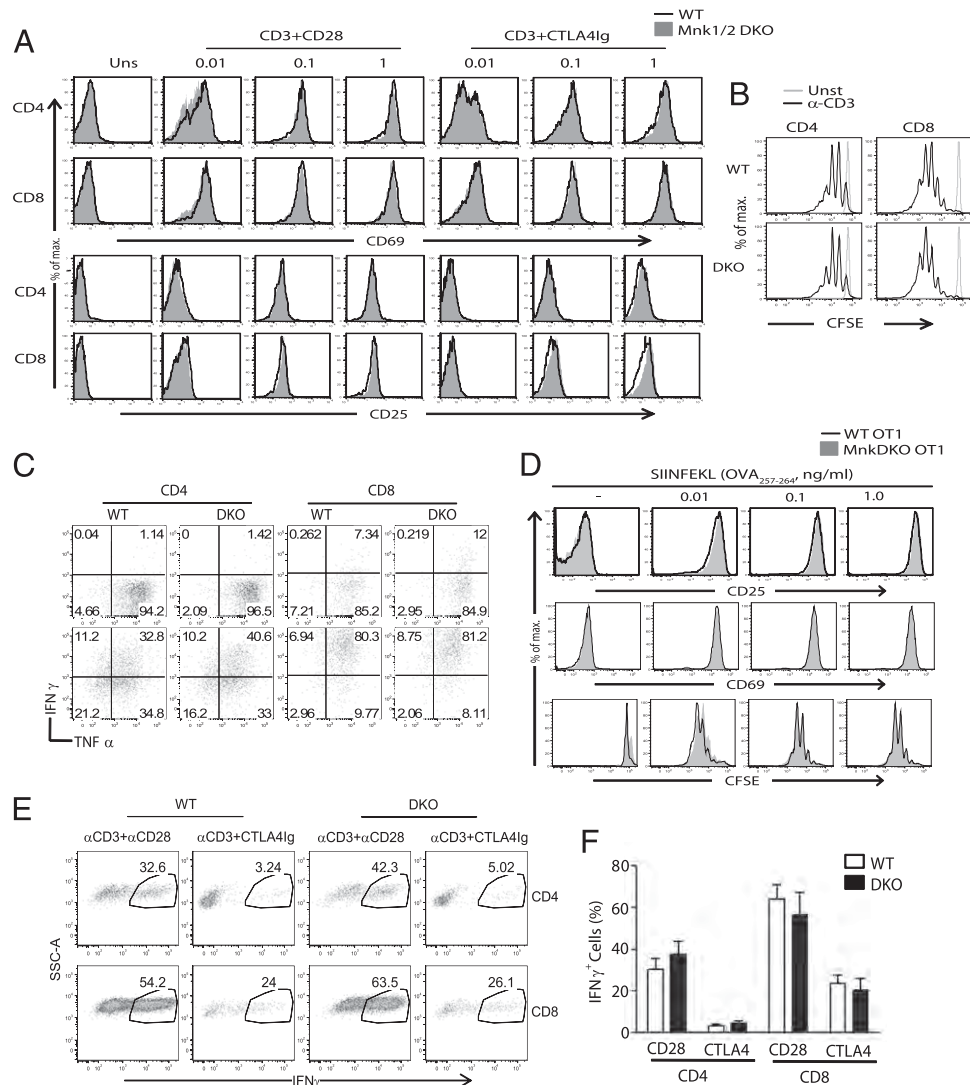 A
WT
Mnk1/2 DKO
CD3+CD28
CD3+CTLA4Ig
Uns 0.01 0.1 1 0.01 0.1 1
CD4
CD8
CD69
% of max.
CD4
CD8
CD25
B
Unst
α-CD3
CD4 CD8
WT
% of max.
DKO
CFSE
C
CD4 CD8
WT DKO WT DKO
0.04 1.14 0 1.42 0.262 7.34 0.219 12
4.66 94.2 2.09 96.5 7.21 85.2 2.95 84.9
11.2 32.8 10.2 40.6 6.94 80.3 8.75 81.2
21.2 34.8 16.2 33 2.96 9.77 2.06 8.11
IFN γ
TNF α
D
WT OT1
MnkDKO OT1
SIINFEKL (OVA257-264, ng/ml)
- 0.01 0.1 1.0
CD25
% of max.
CD69
CFSE
E
WT DKO
αCD3+αCD28 αCD3+CTLA4Ig αCD3+αCD28 αCD3+CTLA4Ig
32.6 3.24 42.3 5.02
CD4
SSC-A
54.2 24 63.5 26.1
CD8
IFNγ
F
WT
DKO
IFN γ+ Cells (%)
80
60
40
20
0
CD28 CTLA4 CD28 CTLA4
CD4 CD8